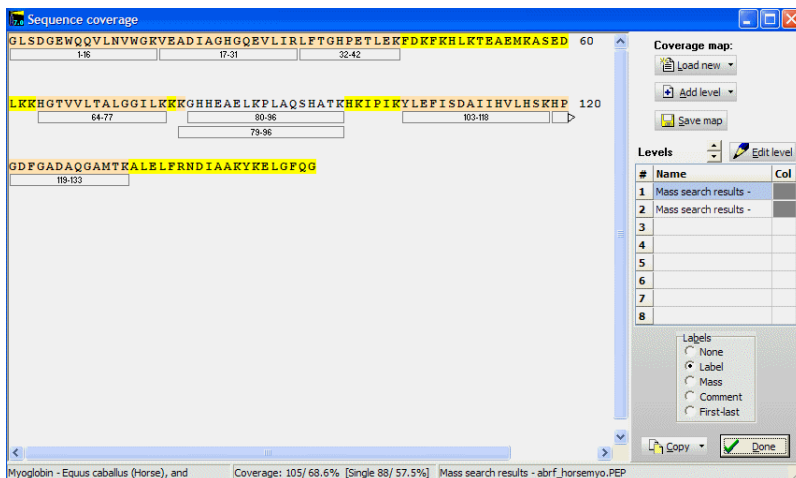 7.0 Sequence coverage
GLSDGEWQQVLNVWGKVEADIAGHGQEVLIRLFTGHPETLEKFDKFKHLKTEAEMKASED 60
1-16 17-31 32-42
LKKHGTVVLTALGGILKKKGHHEAELKPLAQSHATKHKIPIKYLEFISDAIIHVLHSKHP 120
64-77 80-96 103-118
79-96
GDFGADAQGAMTKALELFRNDIAAKYKELGFQG
119-133
Coverage map:
Load new
Add level
Save map
Levels Edit level
# Name Col
1 Mass search results -
2 Mass search results -
3
4
5
6
7
8
Labels
None
Label
Mass
Comment
First-last
Copy Done
Myoglobin - Equus caballus (Horse), and Coverage: 105/ 68.6% [Single 88/ 57.5%] Mass search results - abrf_horsemyo.PEP